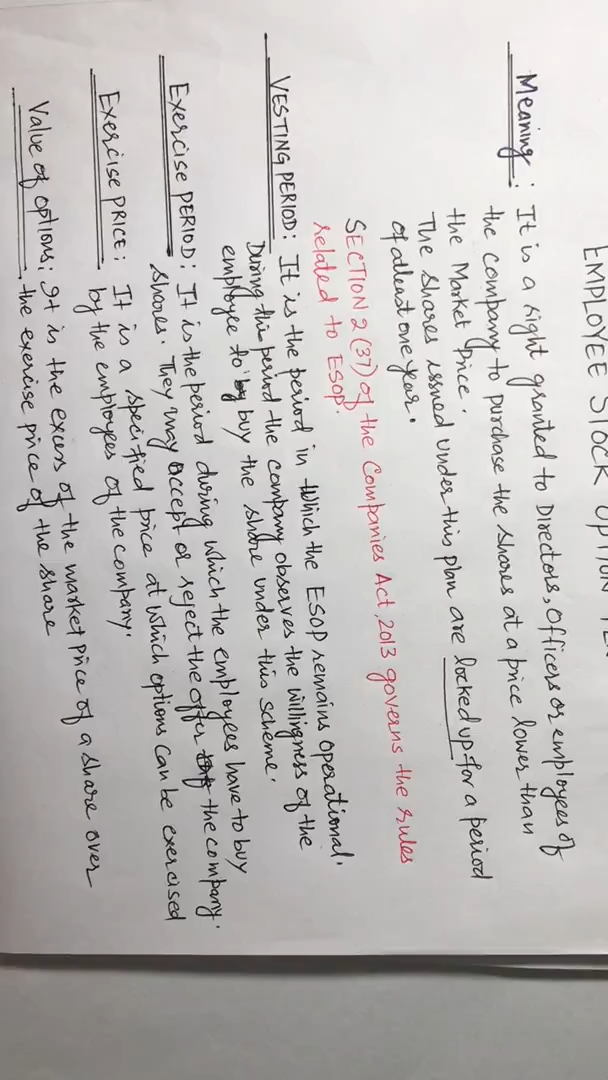 EMPLOYEE STOCK OPTION
Meaning: It is a right granted to Directors, Officers or employees of
the company to purchase the shares at a price lower than
the Market Price.
The shares issued under this plan are locked up for a period
of atleast one year.
SECTION 2 (37) of the Companies Act, 2013 governs the rules
related to ESOP.
VESTING PERIOD: It is the period in which the ESOP remains operational.
During this period the company observes the willingness of the
employee to buy the share under this scheme.
Exercise PERIOD: It is the period during which the employees have to buy
shares. They may accept or reject the offer of the company.
Exercise PRICE: It is a specified price at which options can be exercised
by the employees of the company.
Value of options: It is the excess of the market price of a share over
the exercise price of the share